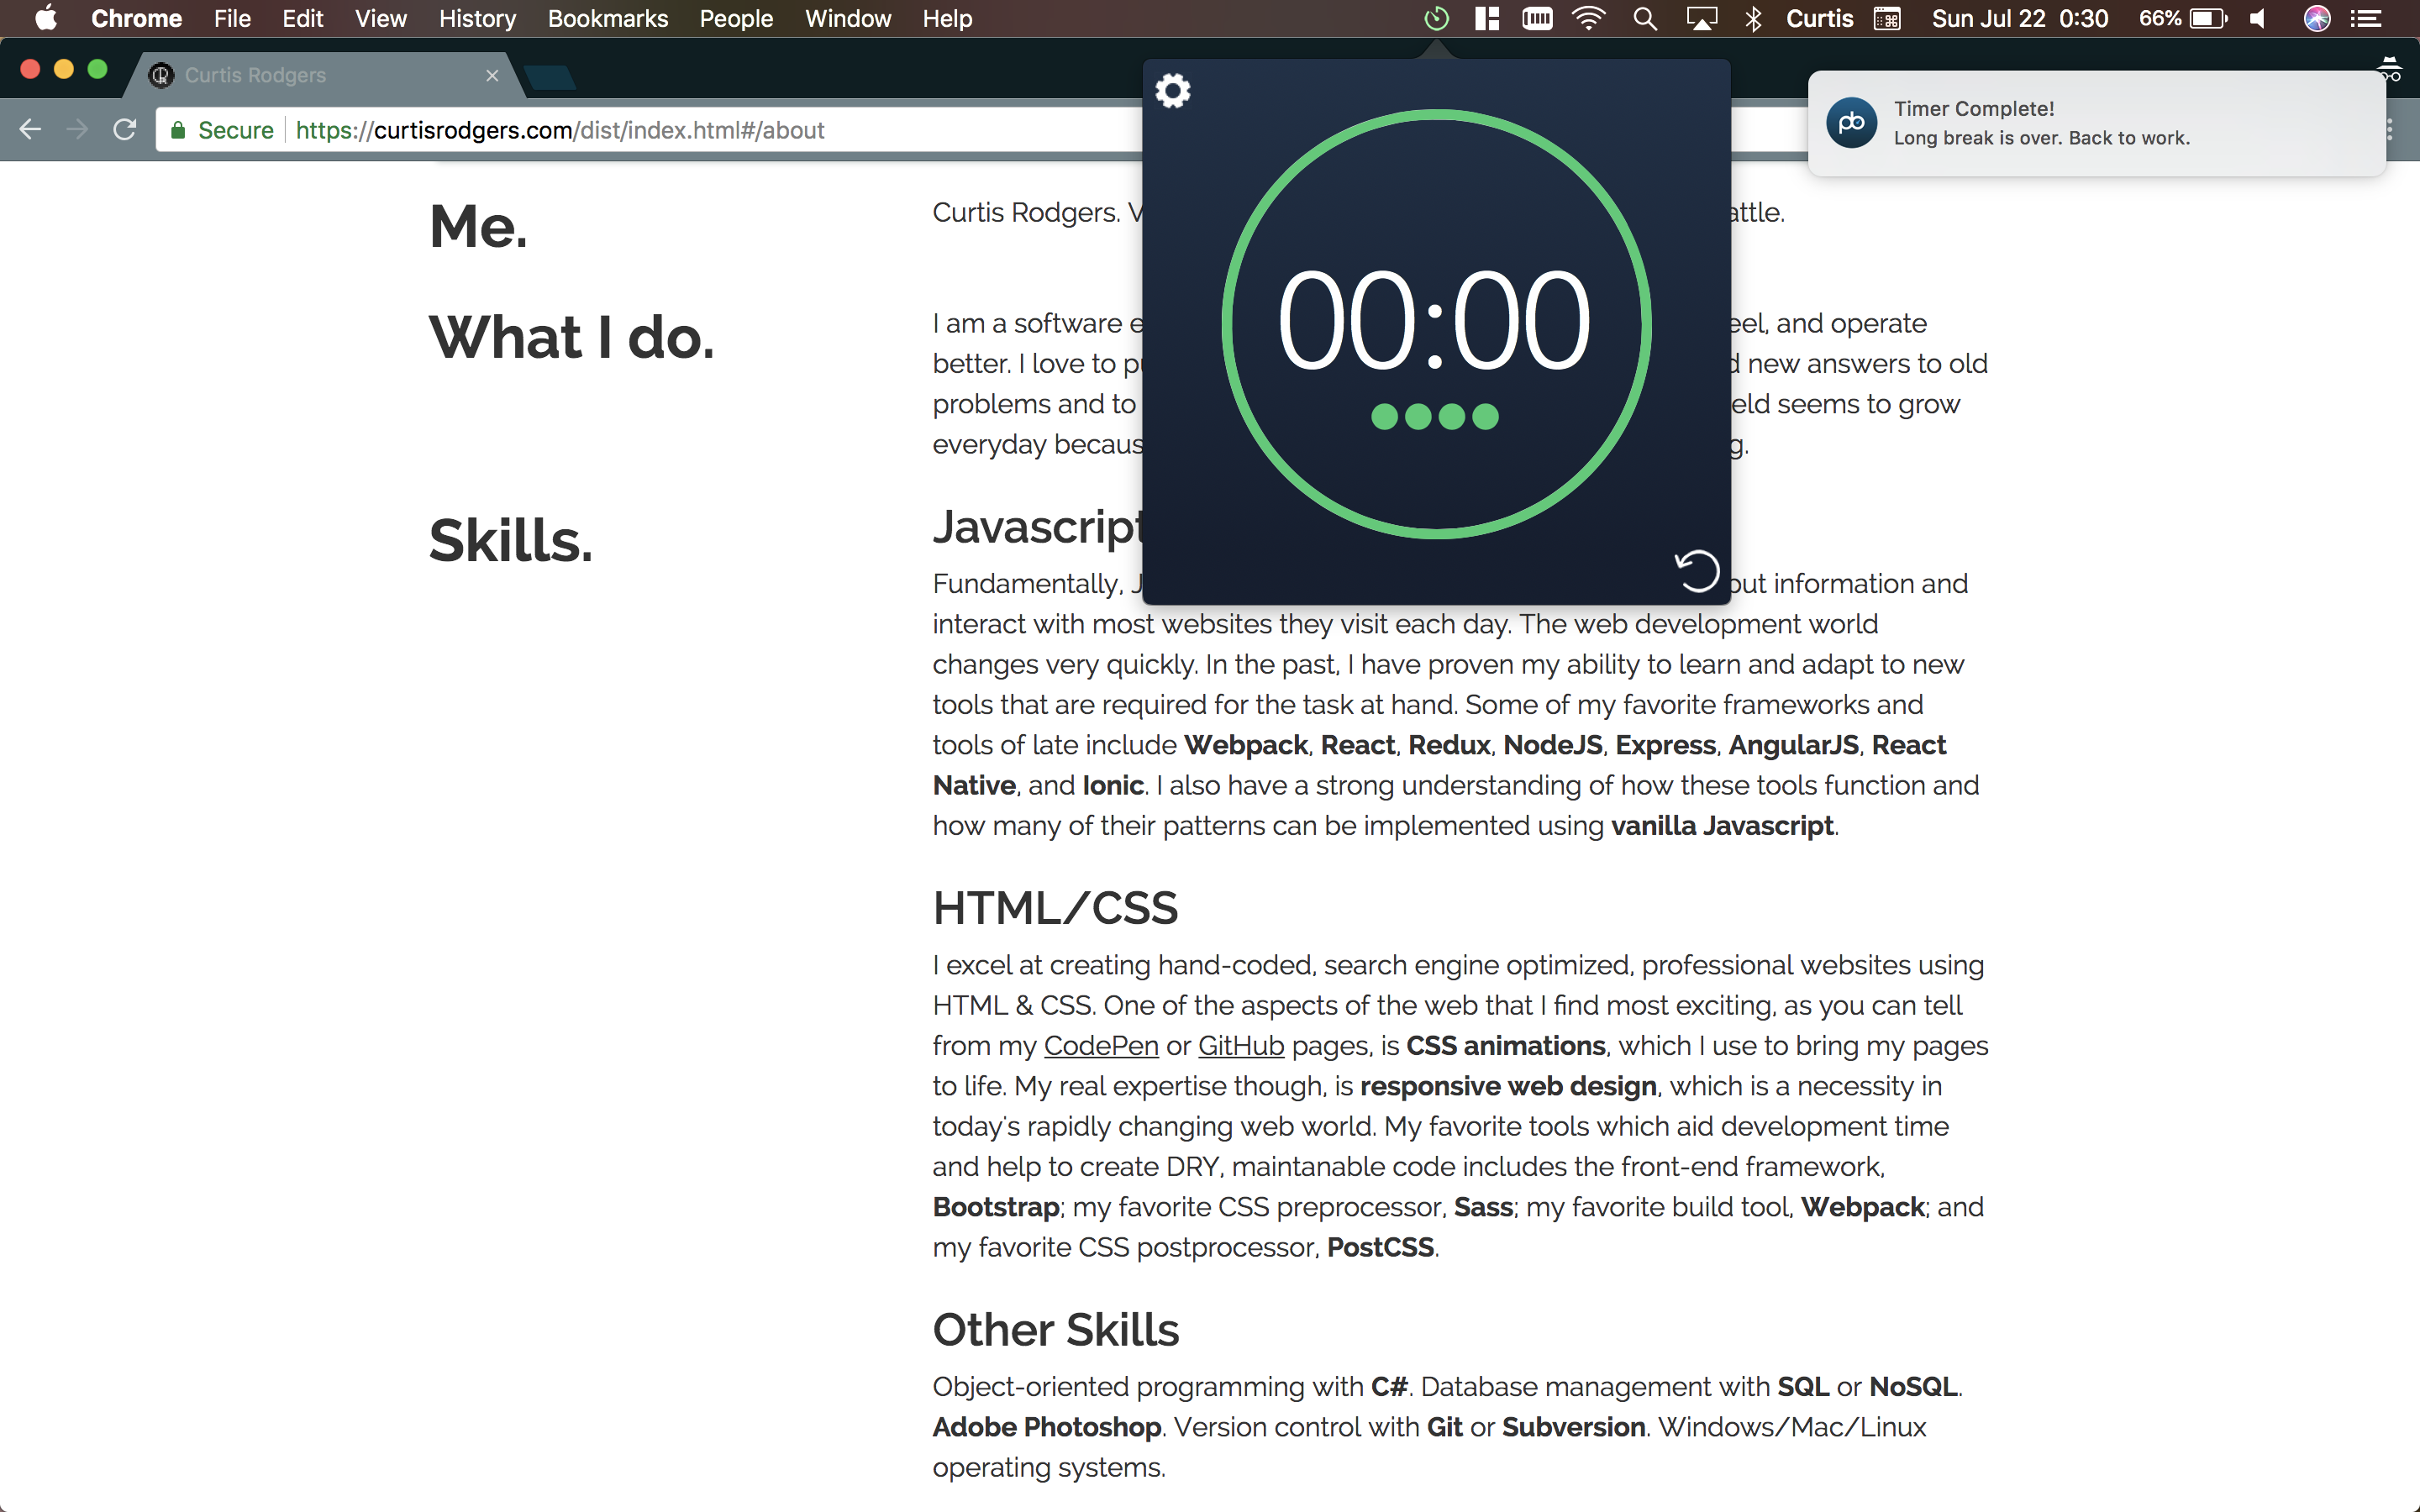 Chrome File Edit View History Bookmarks People Window Help Curtis Sun Jul 22 0:30 66%
Curtis Rodgers
Secure https://curtisrodgers.com/dist/index.html#/about
pb
Timer Complete!
Long break is over. Back to work.
00:00
Me.
Curtis Rodgers.
What I do.
I am a software and operate
better. I love to new answers to old
problems and to seems to grow
everyday
Skills.
Javascript
Fundamentally, information and
interact with most websites they visit each day. The web development world
changes very quickly. In the past, I have proven my ability to learn and adapt to new
tools that are required for the task at hand. Some of my favorite frameworks and
tools of late include Webpack, React, Redux, NodeJS, Express, AngularJS, React
Native, and Ionic. I also have a strong understanding of how these tools function and
how many of their patterns can be implemented using vanilla Javascript.
HTML/CSS
I excel at creating hand-coded, search engine optimized, professional websites using
HTML & CSS. One of the aspects of the web that I find most exciting, as you can tell
from my CodePen or GitHub pages, is CSS animations, which I use to bring my pages
to life. My real expertise though, is responsive web design, which is a necessity in
today's rapidly changing web world. My favorite tools which aid development time
and help to create DRY, maintanable code includes the front-end framework,
Bootstrap; my favorite CSS preprocessor, Sass; my favorite build tool, Webpack; and
my favorite CSS postprocessor, PostCSS.
Other Skills
Object-oriented programming with C#. Database management with SQL or NoSQL.
Adobe Photoshop. Version control with Git or Subversion. Windows/Mac/Linux
operating systems.